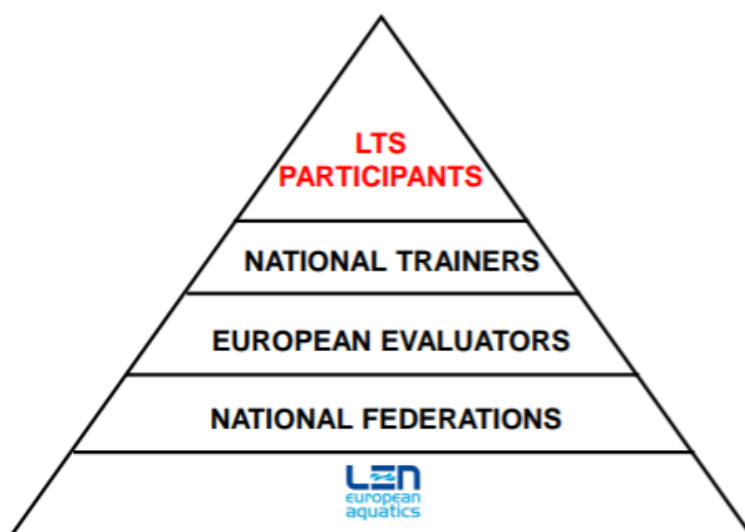 LTS
PARTICIPANTS
NATIONAL TRAINERS
EUROPEAN EVALUATORS
NATIONAL FEDERATIONS
LEN
european
aquatics